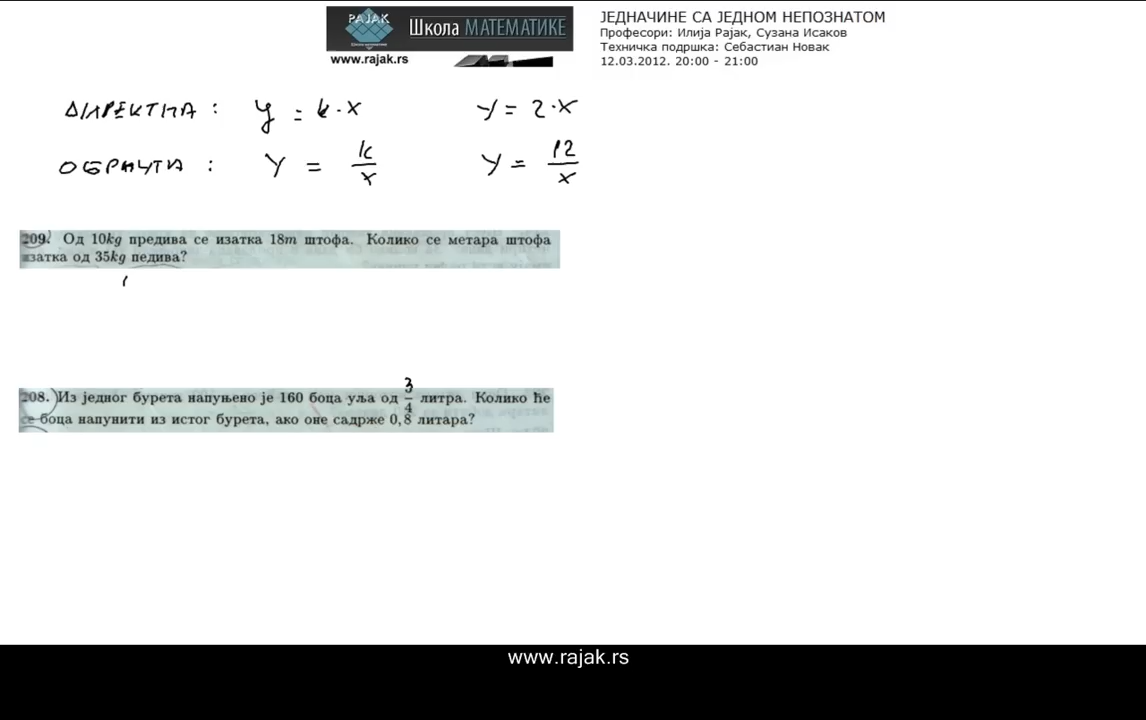 РАЈАК
Школа МАТЕМАТИКЕ
www.rajak.rs
ЈЕДНАЧИНЕ СА ЈЕДНОМ НЕПОЗНАТОМ
Професори: Илија Рајак, Сузана Исаков
Техничка подршка: Себастиан Новак
12.03.2012. 20:00 - 21:00
ДИРЕКТНА : y = k · x y = 2 · x
ОБРНУТА : y = k/x y = 12/x
209. Од 10kg предива се изатка 18m штофа. Колико се метара штофа
изатка од 35kg педива?
208. Из једног бурета напуњено је 160 боца уља од 3/4 литра. Колико ће
се боца напунити из истог бурета, ако оне садрже 0,8 литара?
www.rajak.rs